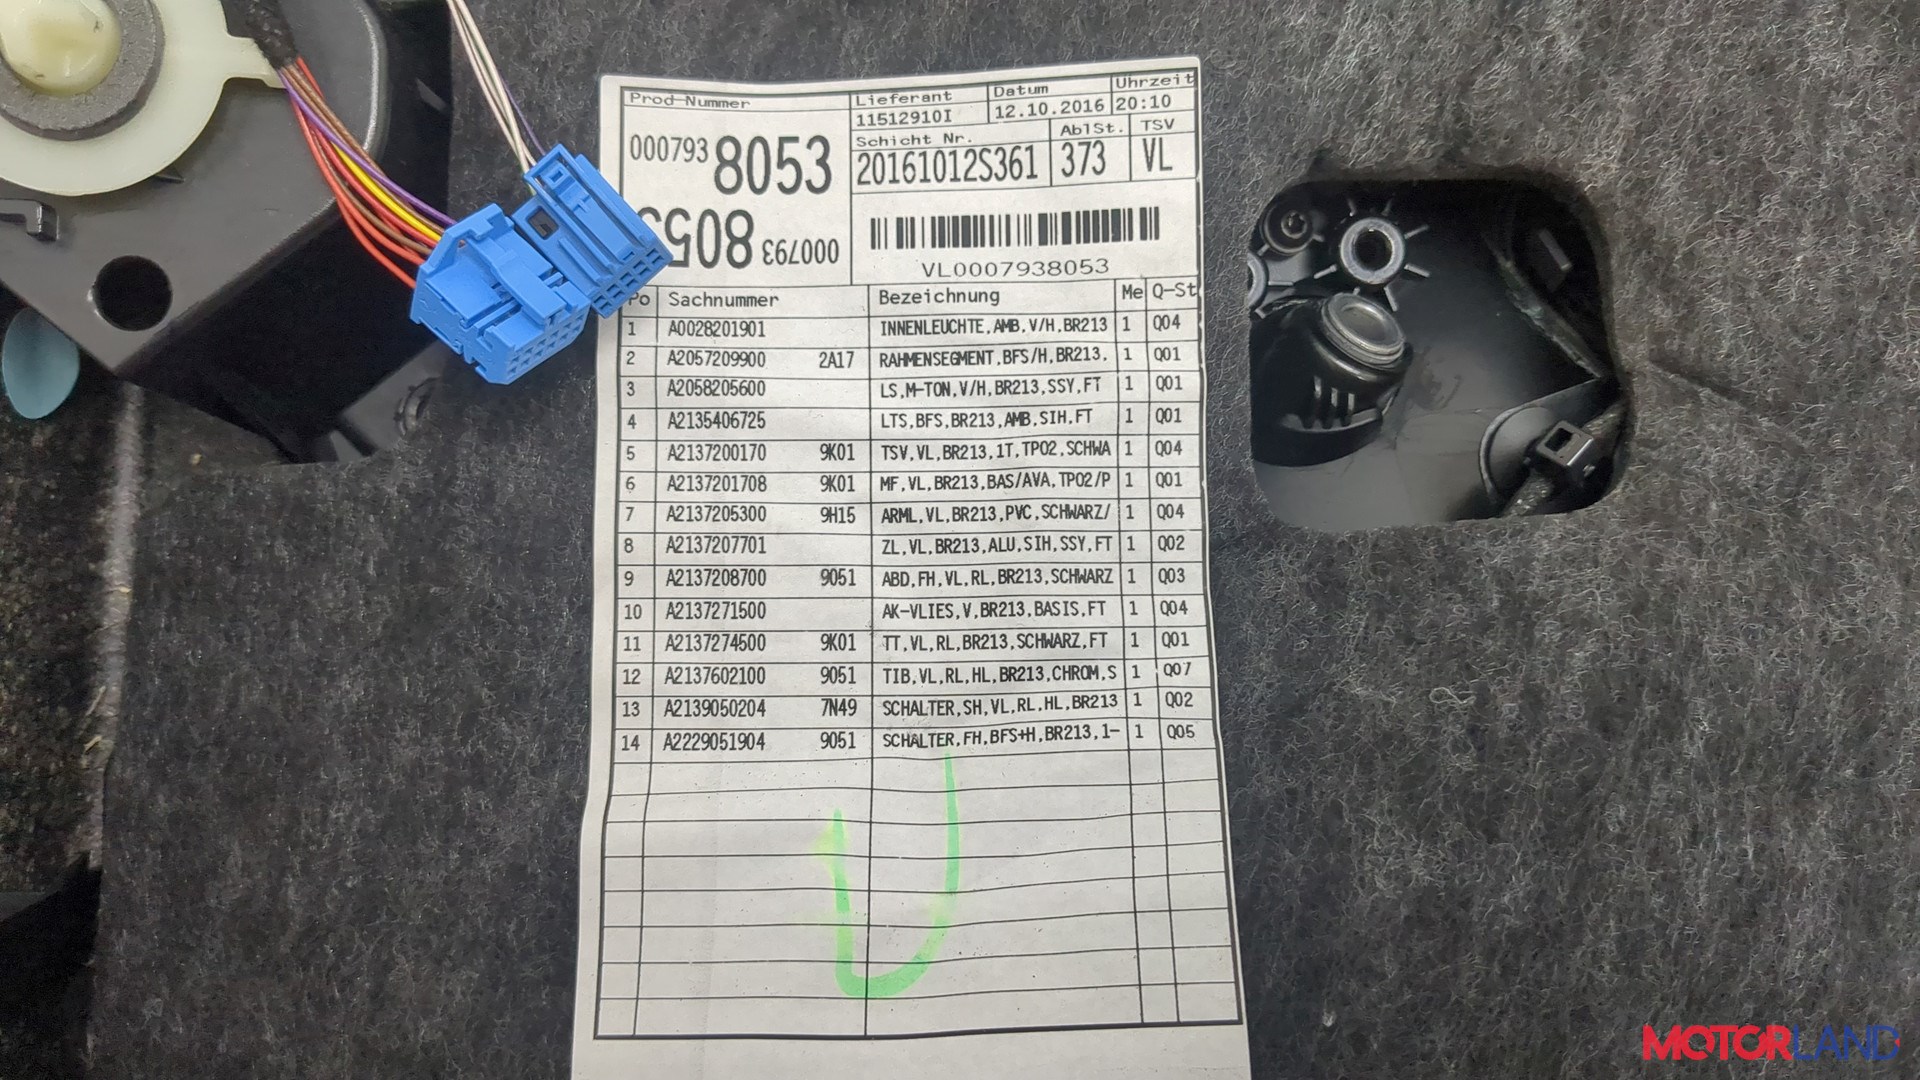 Prod-Nummer
Lieferant
11512910I
Datum
12.10.2016
Uhrzeit
20:10
0007938053
Schicht Nr.
20161012S361
AblSt.
373
TSV
VL
0007938053
VL0007938053
Po Sachnummer Bezeichnung Me Q-St
1 A0028201901 INNENLEUCHTE,AMB,V/H,BR213 1 Q04
2 A2057209900 2A17 RAHMENSEGMENT,BFS/H,BR213, 1 Q01
3 A2058205600 LS,M-TON,V/H,BR213,SSY,FT 1 Q01
4 A2135406725 LTS,BFS,BR213,AMB,SIH,FT 1 Q01
5 A2137200170 9K01 TSV,VL,BR213,1T,TPO2,SCHWA 1 Q04
6 A2137201708 9K01 MF,VL,BR213,BAS/AVA,TPO2/P 1 Q01
7 A2137205300 9H15 ARML,VL,BR213,PVC,SCHWARZ/ 1 Q04
8 A2137207701 ZL,VL,BR213,ALU,SIH,SSY,FT 1 Q02
9 A2137208700 9051 ABD,FH,VL,RL,BR213,SCHWARZ 1 Q03
10 A2137271500 AK-VLIES,V,BR213,BASIS,FT 1 Q04
11 A2137274500 9K01 TT,VL,RL,BR213,SCHWARZ,FT 1 Q01
12 A2137602100 9051 TIB,VL,RL,HL,BR213,CHROM,S 1 Q07
13 A2139050204 7N49 SCHALTER,SH,VL,RL,HL,BR213 1 Q02
14 A2229051904 9051 SCHALTER,FH,BFS+H,BR213,1- 1 Q05
MOTORLAND